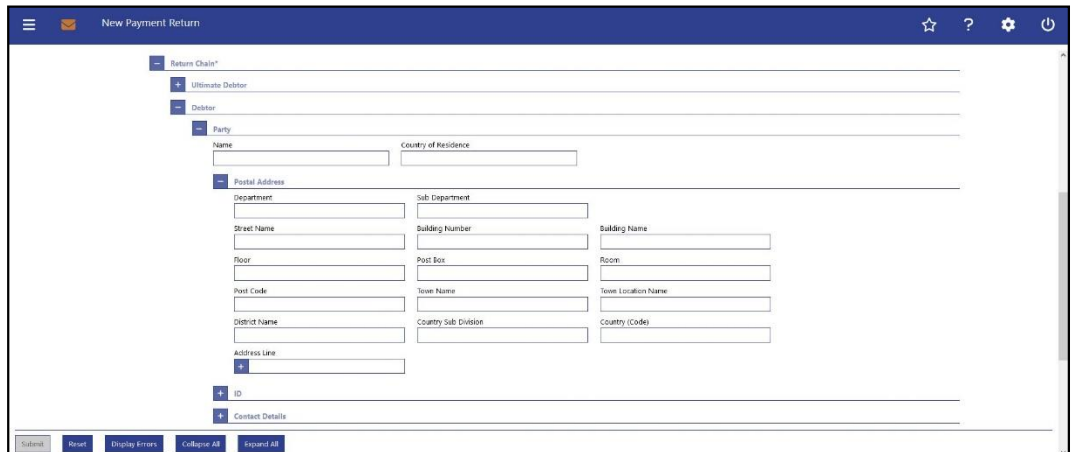 New Payment Return ?
− Return Chain*
+ Ultimate Debtor
− Debtor
− Party
Name Country of Residence
− Postal Address
Department Sub Department
Street Name Building Number Building Name
Floor Post Box Room
Post Code Town Name Town Location Name
District Name Country Sub Division Country (Code)
Address Line
+
+ ID
+ Contact Details
Submit Reset Display Errors Collapse All Expand All